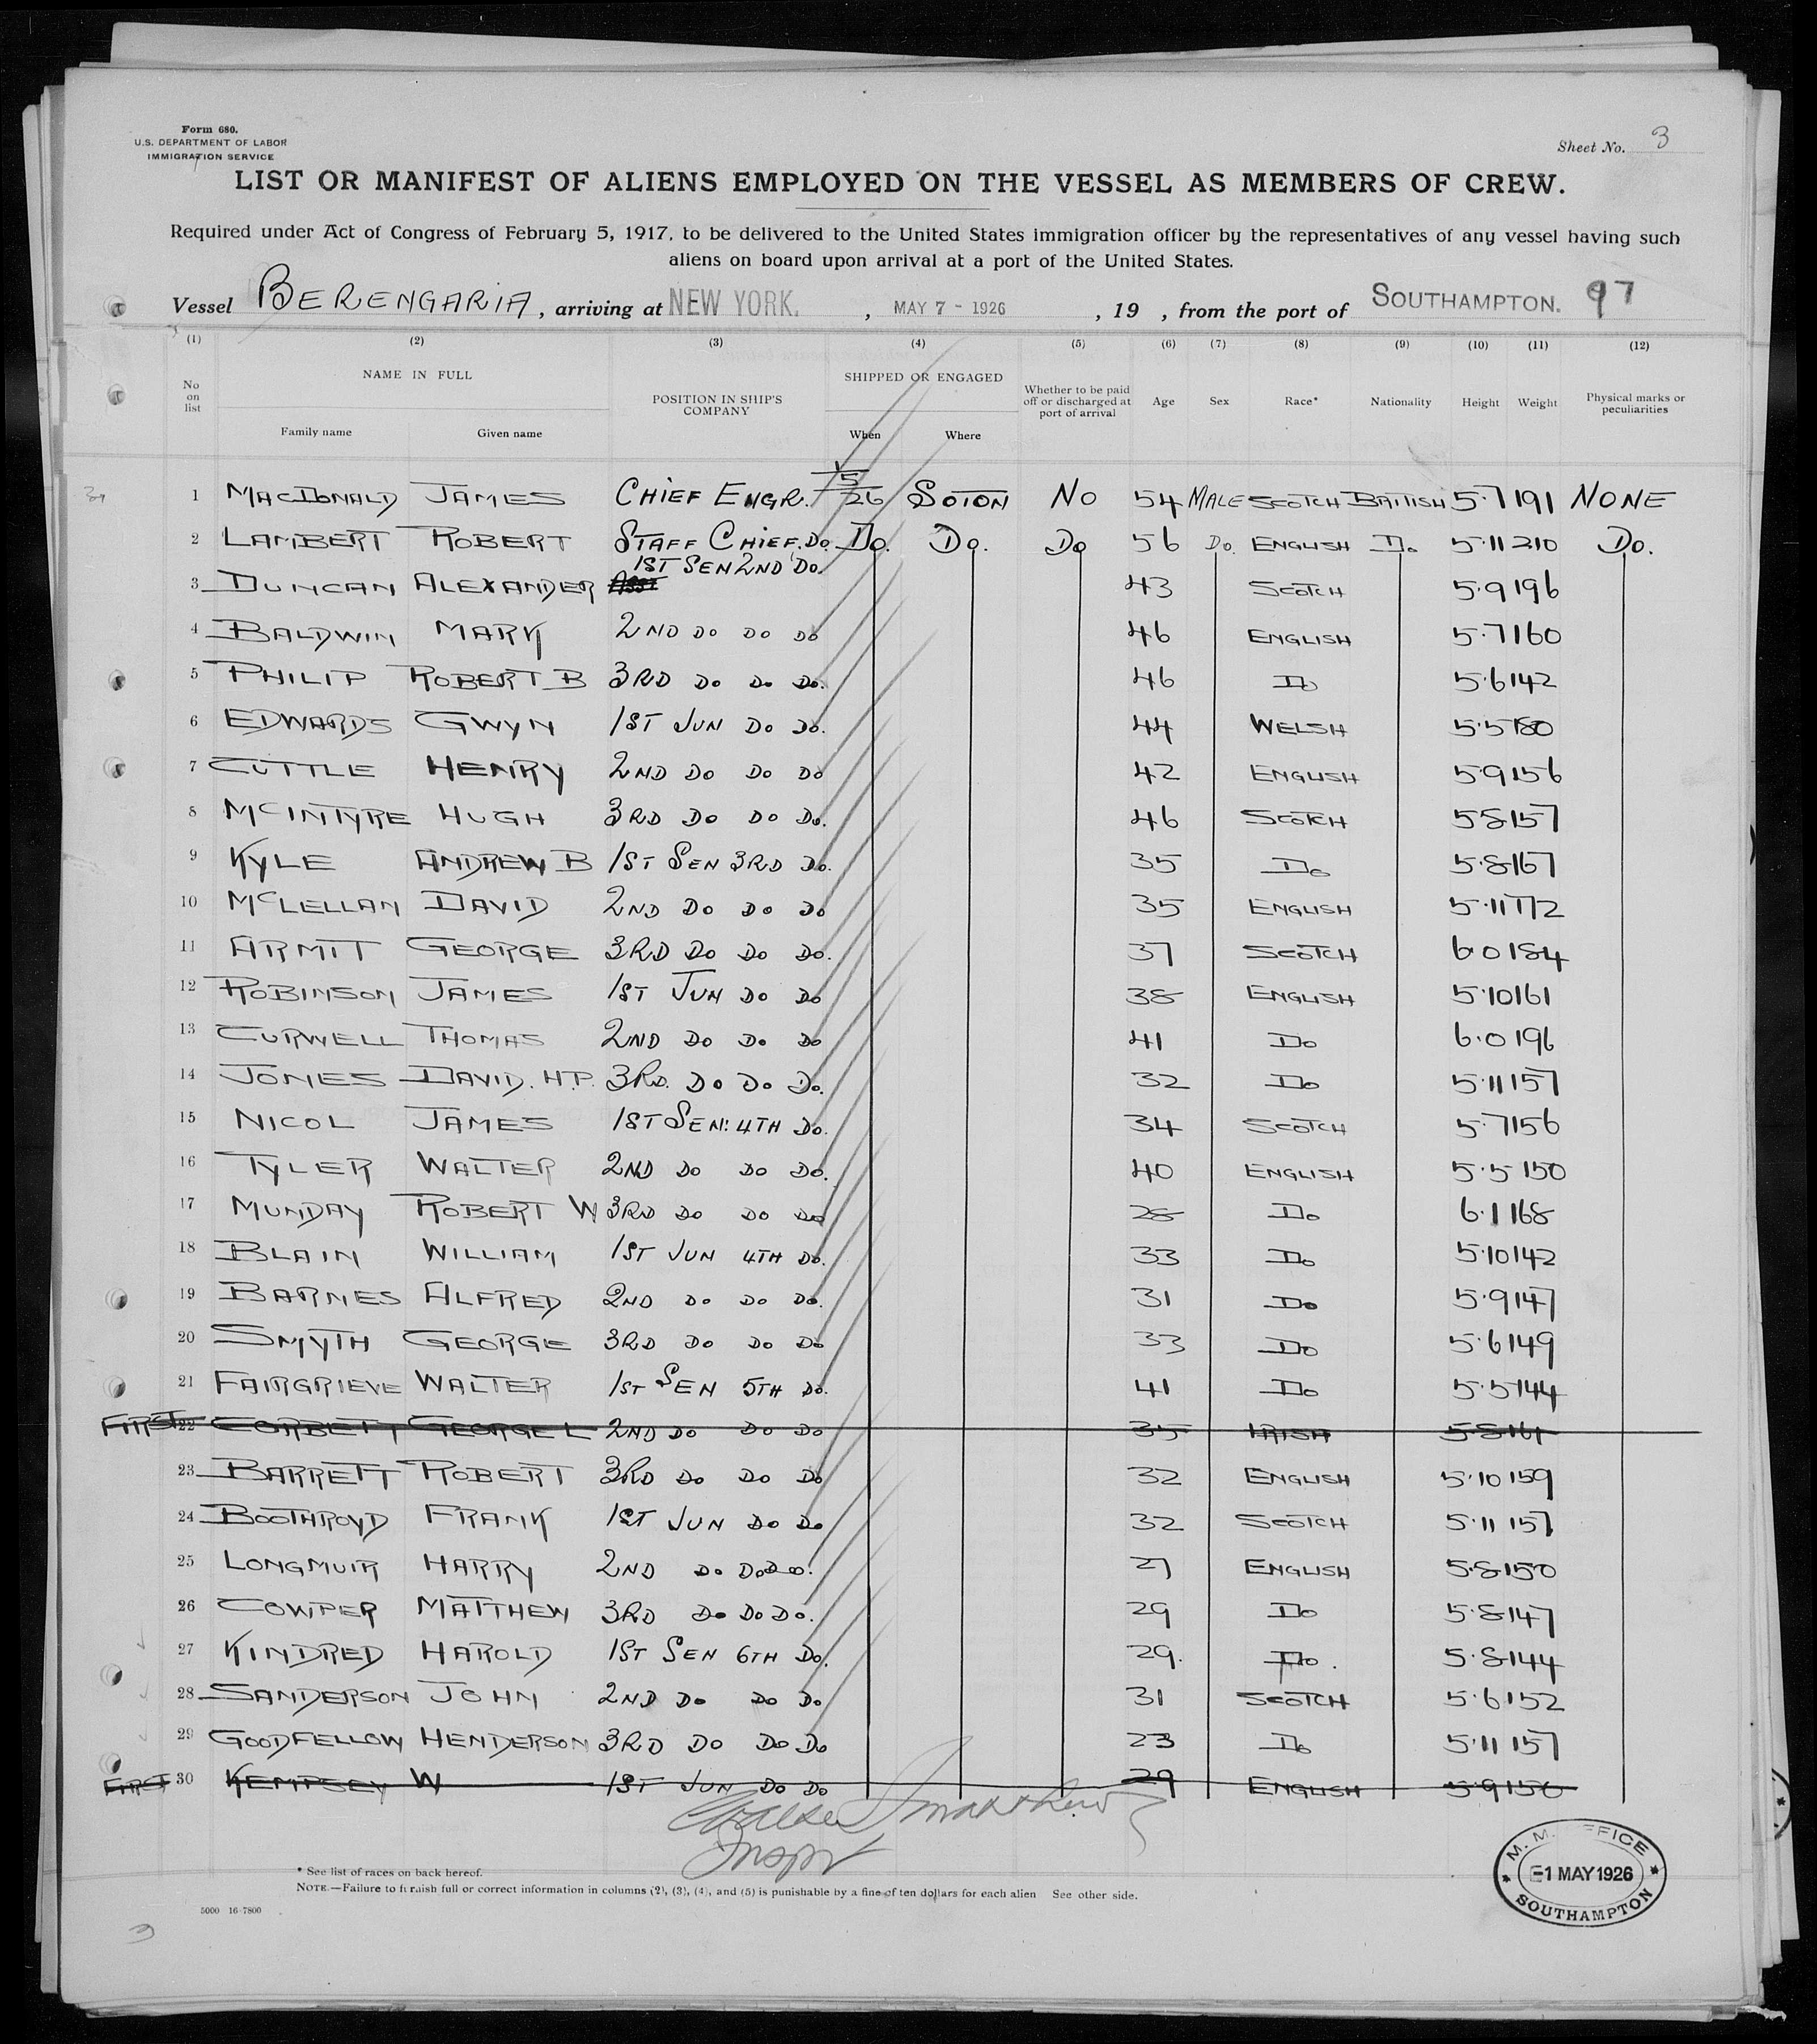 Form 680.
U.S. DEPARTMENT OF LABOR
IMMIGRATION SERVICE
Sheet No. 3
LIST OR MANIFEST OF ALIENS EMPLOYED ON THE VESSEL AS MEMBERS OF CREW.
Required under Act of Congress of February 5, 1917, to be delivered to the United States immigration officer by the representatives of any vessel having such
aliens on board upon arrival at a port of the United States.
Vessel BERENGARIA, arriving at NEW YORK, MAY 7 - 1926, 19 , from the port of SOUTHAMPTON. 97
(1) (2) (3) (4) (5) (6) (7) (8) (9) (10) (11) (12)
No on list NAME IN FULL Family name Given name POSITION IN SHIP'S COMPANY SHIPPED OR ENGAGED When Where Whether to be paid off or discharged at port of arrival Age Sex Race* Nationality Height Weight Physical marks or peculiarities
1 MACDONALD JAMES CHIEF ENGR. 1/5/26 SOTON NO 54 MALE SCOTCH BRITISH 5·7 191 NONE
2 LAMBERT ROBERT STAFF CHIEF. DO DO. DO. DO 56 DO. ENGLISH DO 5·11 210 DO.
3 DUNCAN ALEXANDER 1ST SEN 2ND DO. 43 SCOTCH 5·9 196
4 BALDWIN MARK 2ND DO DO DO 46 ENGLISH 5·7 160
5 PHILIP ROBERT B 3RD DO DO DO. 46 DO 5·6 142
6 EDWARDS GWYN 1ST JUN DO DO. 44 WELSH 5·5 180
7 CUTTLE HENRY 2ND DO DO DO 42 ENGLISH 5·9 156
8 MCINTYRE HUGH 3RD DO DO DO. 46 SCOTCH 5·8 157
9 KYLE ANDREW B 1ST SEN 3RD DO. 35 DO 5·8 167
10 MCLELLAN DAVID 2ND DO DO DO 35 ENGLISH 5·11 172
11 ARMIT GEORGE 3RD DO DO DO. 37 SCOTCH 6·0 184
12 ROBINSON JAMES 1ST JUN DO DO 38 ENGLISH 5·10 161
13 CURWELL THOMAS 2ND DO DO DO 41 DO 6·0 196
14 JONES DAVID. H.P. 3RD. DO DO DO. 32 DO 5·11 157
15 NICOL JAMES 1ST SEN: 4TH DO. 34 SCOTCH 5·7 156
16 TYLER WALTER 2ND DO DO DO. 40 ENGLISH 5·5 150
17 MUNDAY ROBERT W 3RD DO DO DO 28 DO 6·1 168
18 BLAIN WILLIAM 1ST JUN 4TH DO. 33 DO 5·10 142
19 BARNES ALFRED 2ND DO DO DO. 31 DO 5·9 147
20 SMYTH GEORGE 3RD DO DO DO 33 DO 5·6 149
21 FAIRGRIEVE WALTER 1ST SEN 5TH DO. 41 DO 5·5 144
22 CORBETT GEORGE L 2ND DO DO DO 35 IRISH 5·8 161
23 BARRETT ROBERT 3RD DO DO DO 32 ENGLISH 5·10 159
24 BOOTHROYD FRANK 1ST JUN DO DO 32 SCOTCH 5·11 157
25 LONGMUIR HARRY 2ND DO DO DO. 27 ENGLISH 5·8 150
26 COWPER MATTHEW 3RD DO DO DO. 29 DO 5·8 147
27 KINDRED HAROLD 1ST SEN 6TH DO. 29. DO. 5·8 144
28 SANDERSON JOHN 2ND DO DO DO 31 SCOTCH 5·6 152
29 GOODFELLOW HENDERSON 3RD DO DO DO 23 DO 5·11 157
30 KEMPSEY W 1ST JUN DO DO 29 ENGLISH 5·9 150
Inspr
* See list of races on back hereof.
NOTE.—Failure to furnish full or correct information in columns (2), (3), (4), and (5) is punishable by a fine of ten dollars for each alien See other side.
5000 16-7800
3
M. M. OFFICE
1 MAY 1926
SOUTHAMPTON